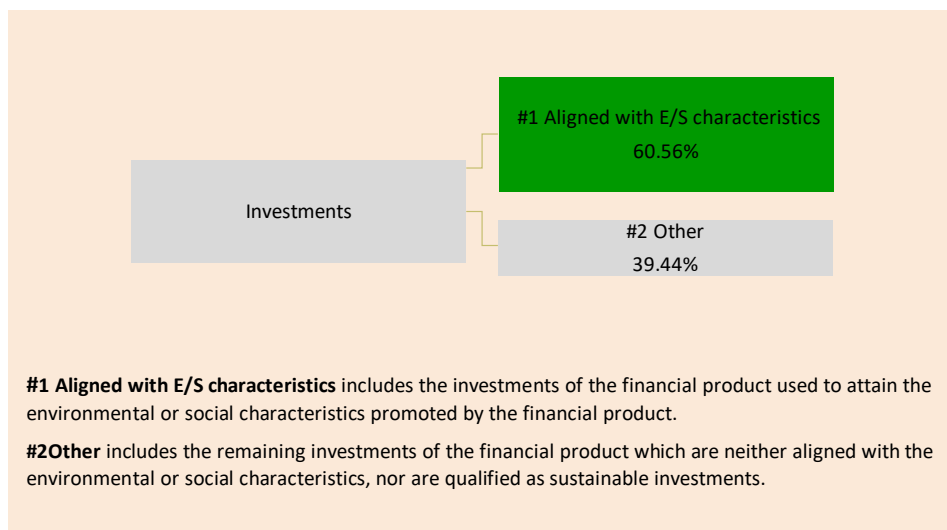 #1 Aligned with E/S characteristics
60.56%
Investments
#2 Other
39.44%
#1 Aligned with E/S characteristics includes the investments of the financial product used to attain the
environmental or social characteristics promoted by the financial product.
#2Other includes the remaining investments of the financial product which are neither aligned with the
environmental or social characteristics, nor are qualified as sustainable investments.